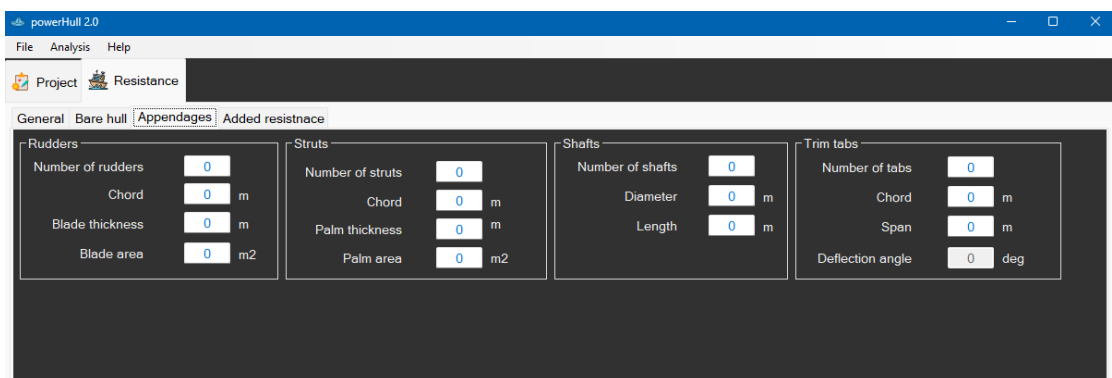 powerHull 2.0
File Analysis Help
Project Resistance
General Bare hull Appendages Added resistnace
Rudders
Number of rudders 0
Chord 0 m
Blade thickness 0 m
Blade area 0 m2
Struts
Number of struts 0
Chord 0 m
Palm thickness 0 m
Palm area 0 m2
Shafts
Number of shafts 0
Diameter 0 m
Length 0 m
Trim tabs
Number of tabs 0
Chord 0 m
Span 0 m
Deflection angle 0 deg